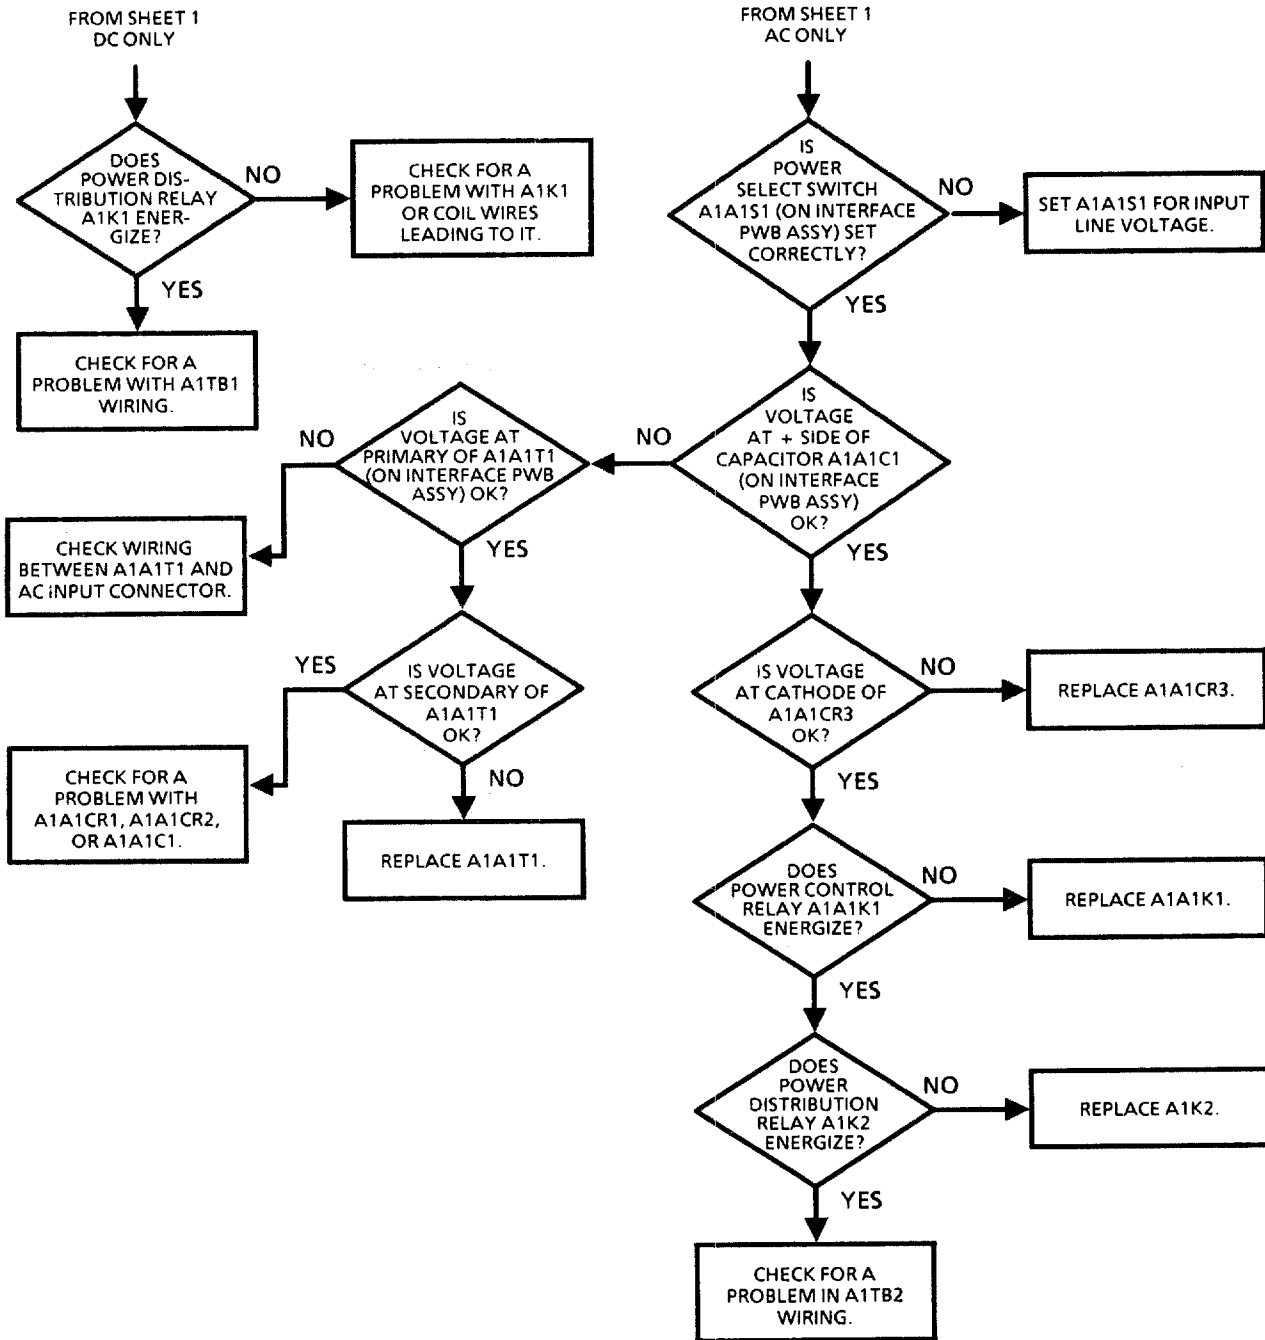 FROM SHEET 1
DC ONLY
DOES
POWER DIS-
TRIBUTION RELAY
A1K1 ENER-
GIZE?
NO
CHECK FOR A
PROBLEM WITH A1K1
OR COIL WIRES
LEADING TO IT.
YES
CHECK FOR A
PROBLEM WITH A1TB1
WIRING.
FROM SHEET 1
AC ONLY
IS
POWER
SELECT SWITCH
A1A1S1 (ON INTERFACE
PWB ASSY) SET
CORRECTLY?
NO
SET A1A1S1 FOR INPUT
LINE VOLTAGE.
YES
IS
VOLTAGE
AT + SIDE OF
CAPACITOR A1A1C1
(ON INTERFACE
PWB ASSY)
OK?
NO
IS
VOLTAGE AT
PRIMARY OF A1A1T1
(ON INTERFACE PWB
ASSY) OK?
NO
CHECK WIRING
BETWEEN A1A1T1 AND
AC INPUT CONNECTOR.
YES
IS VOLTAGE
AT SECONDARY OF
A1A1T1
OK?
YES
CHECK FOR A
PROBLEM WITH
A1A1CR1, A1A1CR2,
OR A1A1C1.
NO
REPLACE A1A1T1.
YES
IS VOLTAGE
AT CATHODE OF
A1A1CR3
OK?
NO
REPLACE A1A1CR3.
YES
DOES
POWER CONTROL
RELAY A1A1K1
ENERGIZE?
NO
REPLACE A1A1K1.
YES
DOES
POWER
DISTRIBUTION
RELAY A1K2
ENERGIZE?
NO
REPLACE A1K2.
YES
CHECK FOR A
PROBLEM IN A1TB2
WIRING.